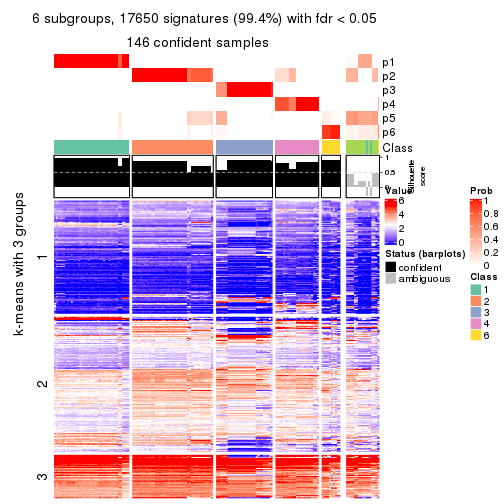 6 subgroups, 17650 signatures (99.4%) with fdr < 0.05
146 confident samples
p1
p2
p3
p4
p5
p6
Class
1
0.5
0
Silhouette
score
k-means with 3 groups
1
2
3
Value
6
4
2
0
Status (barplots)
confident
ambiguous
Prob
1
0.8
0.6
0.4
0.2
0
Class
1
2
3
4
6